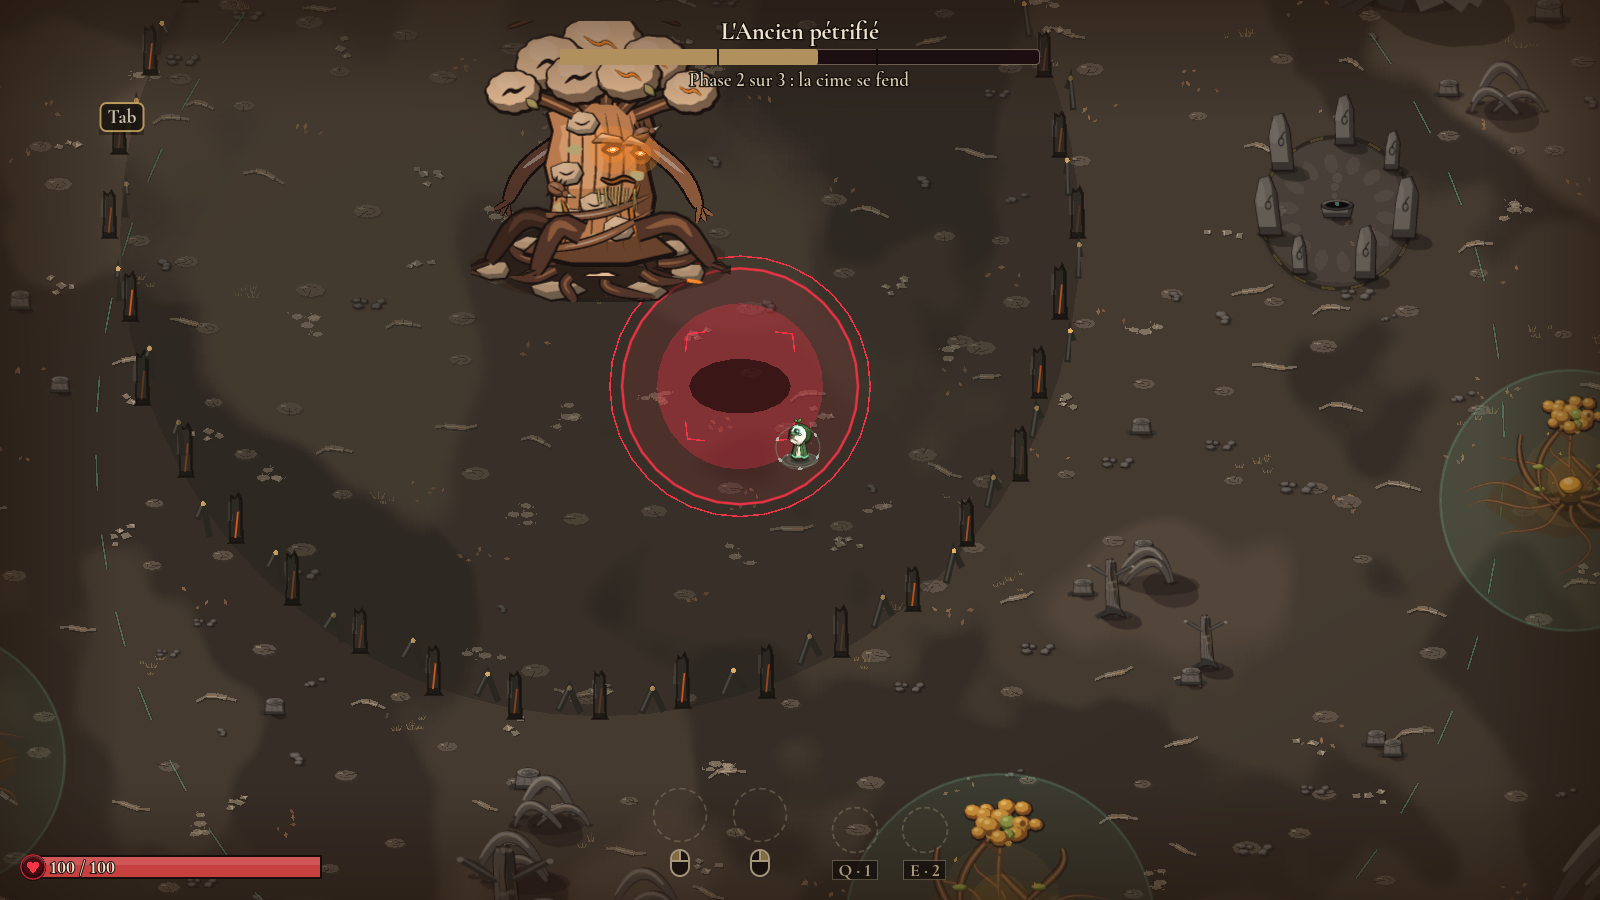 L'Ancien pétrifié
Phase 2 sur 3 : la cime se fend
Tab
100 / 100
Q · 1
E · 2